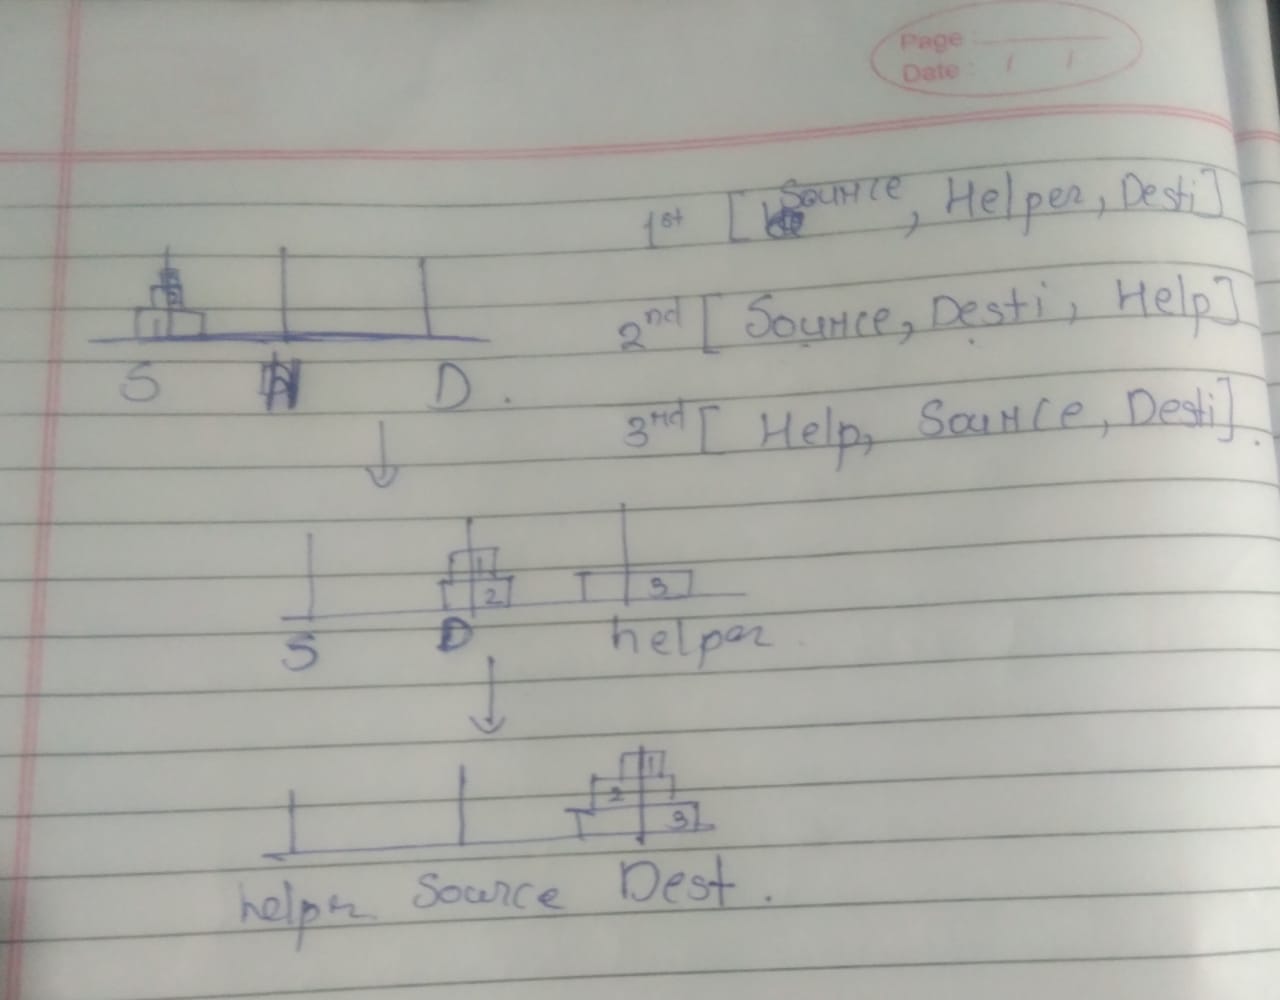 Page
Date : / /
1st [ Source, Helper, Desti]
2nd [ Source, Desti, Help]
3rd [ Help, Source, Desti].
S H D.
1
2
3
S D helper
1
2
3
helper Source Dest.